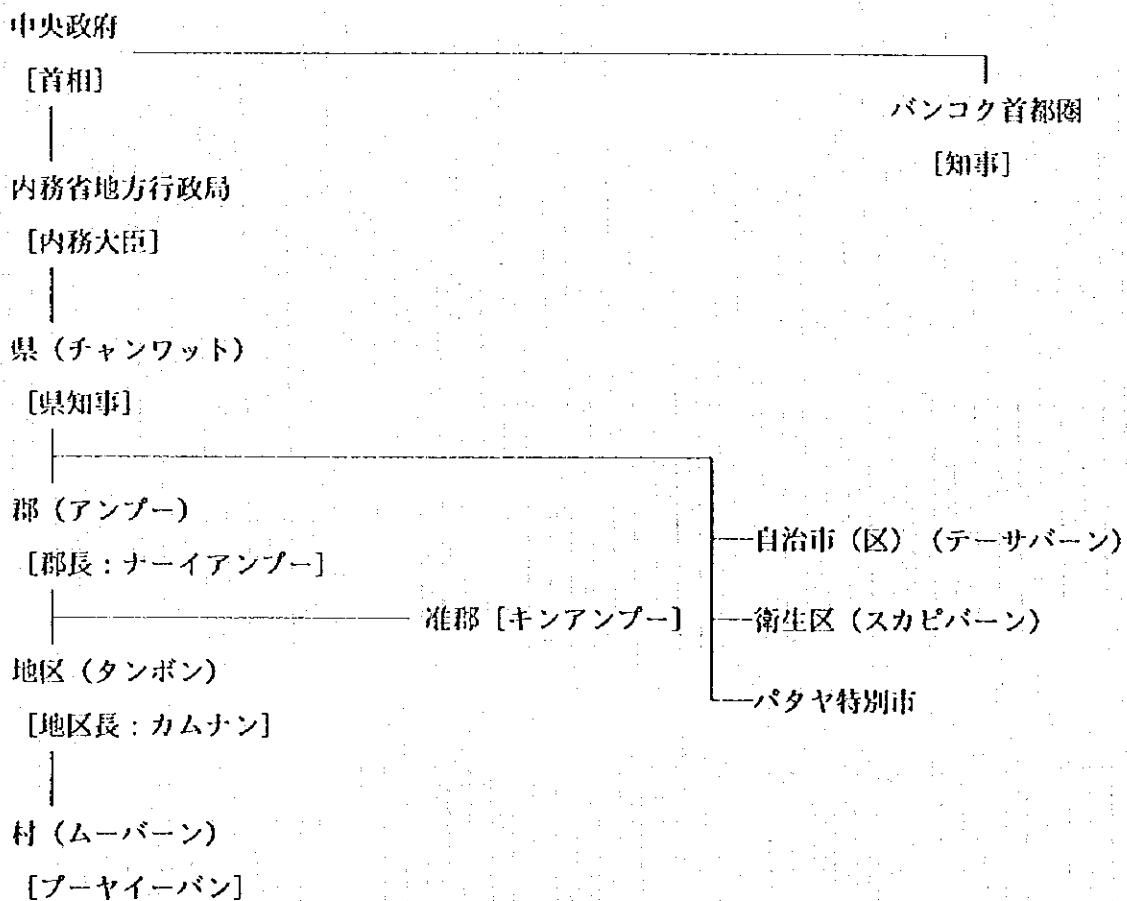 中央政府
[首相]
バンコク首都圏
[知事]
内務省地方行政局
[内務大臣]
県（チャンワット）
[県知事]
郡（アンプー）
[郡長：ナーイアンプー]
自治市（区）（テーサバーン）
准郡［キンアンプー］
衛生区（スカピバーン）
地区（タンボン）
[地区長：カムナン]
パタヤ特別市
村（ムーバーン）
[プーヤイーバン]